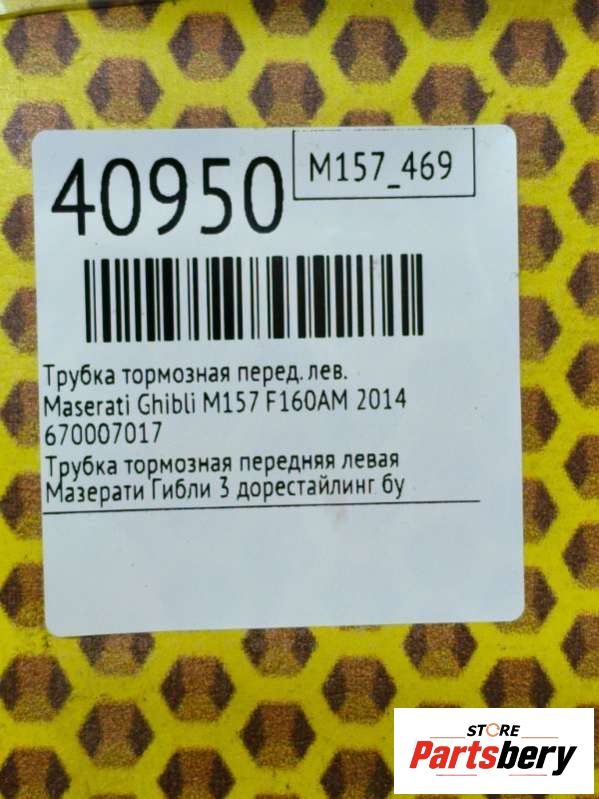 40950
M157_469
Трубка тормозная перед. лев.
Maserati Ghibli M157 F160AM 2014
670007017
Трубка тормозная передняя левая
Мазерати Гибли 3 дорестайлинг бу
STORE
Partsbery